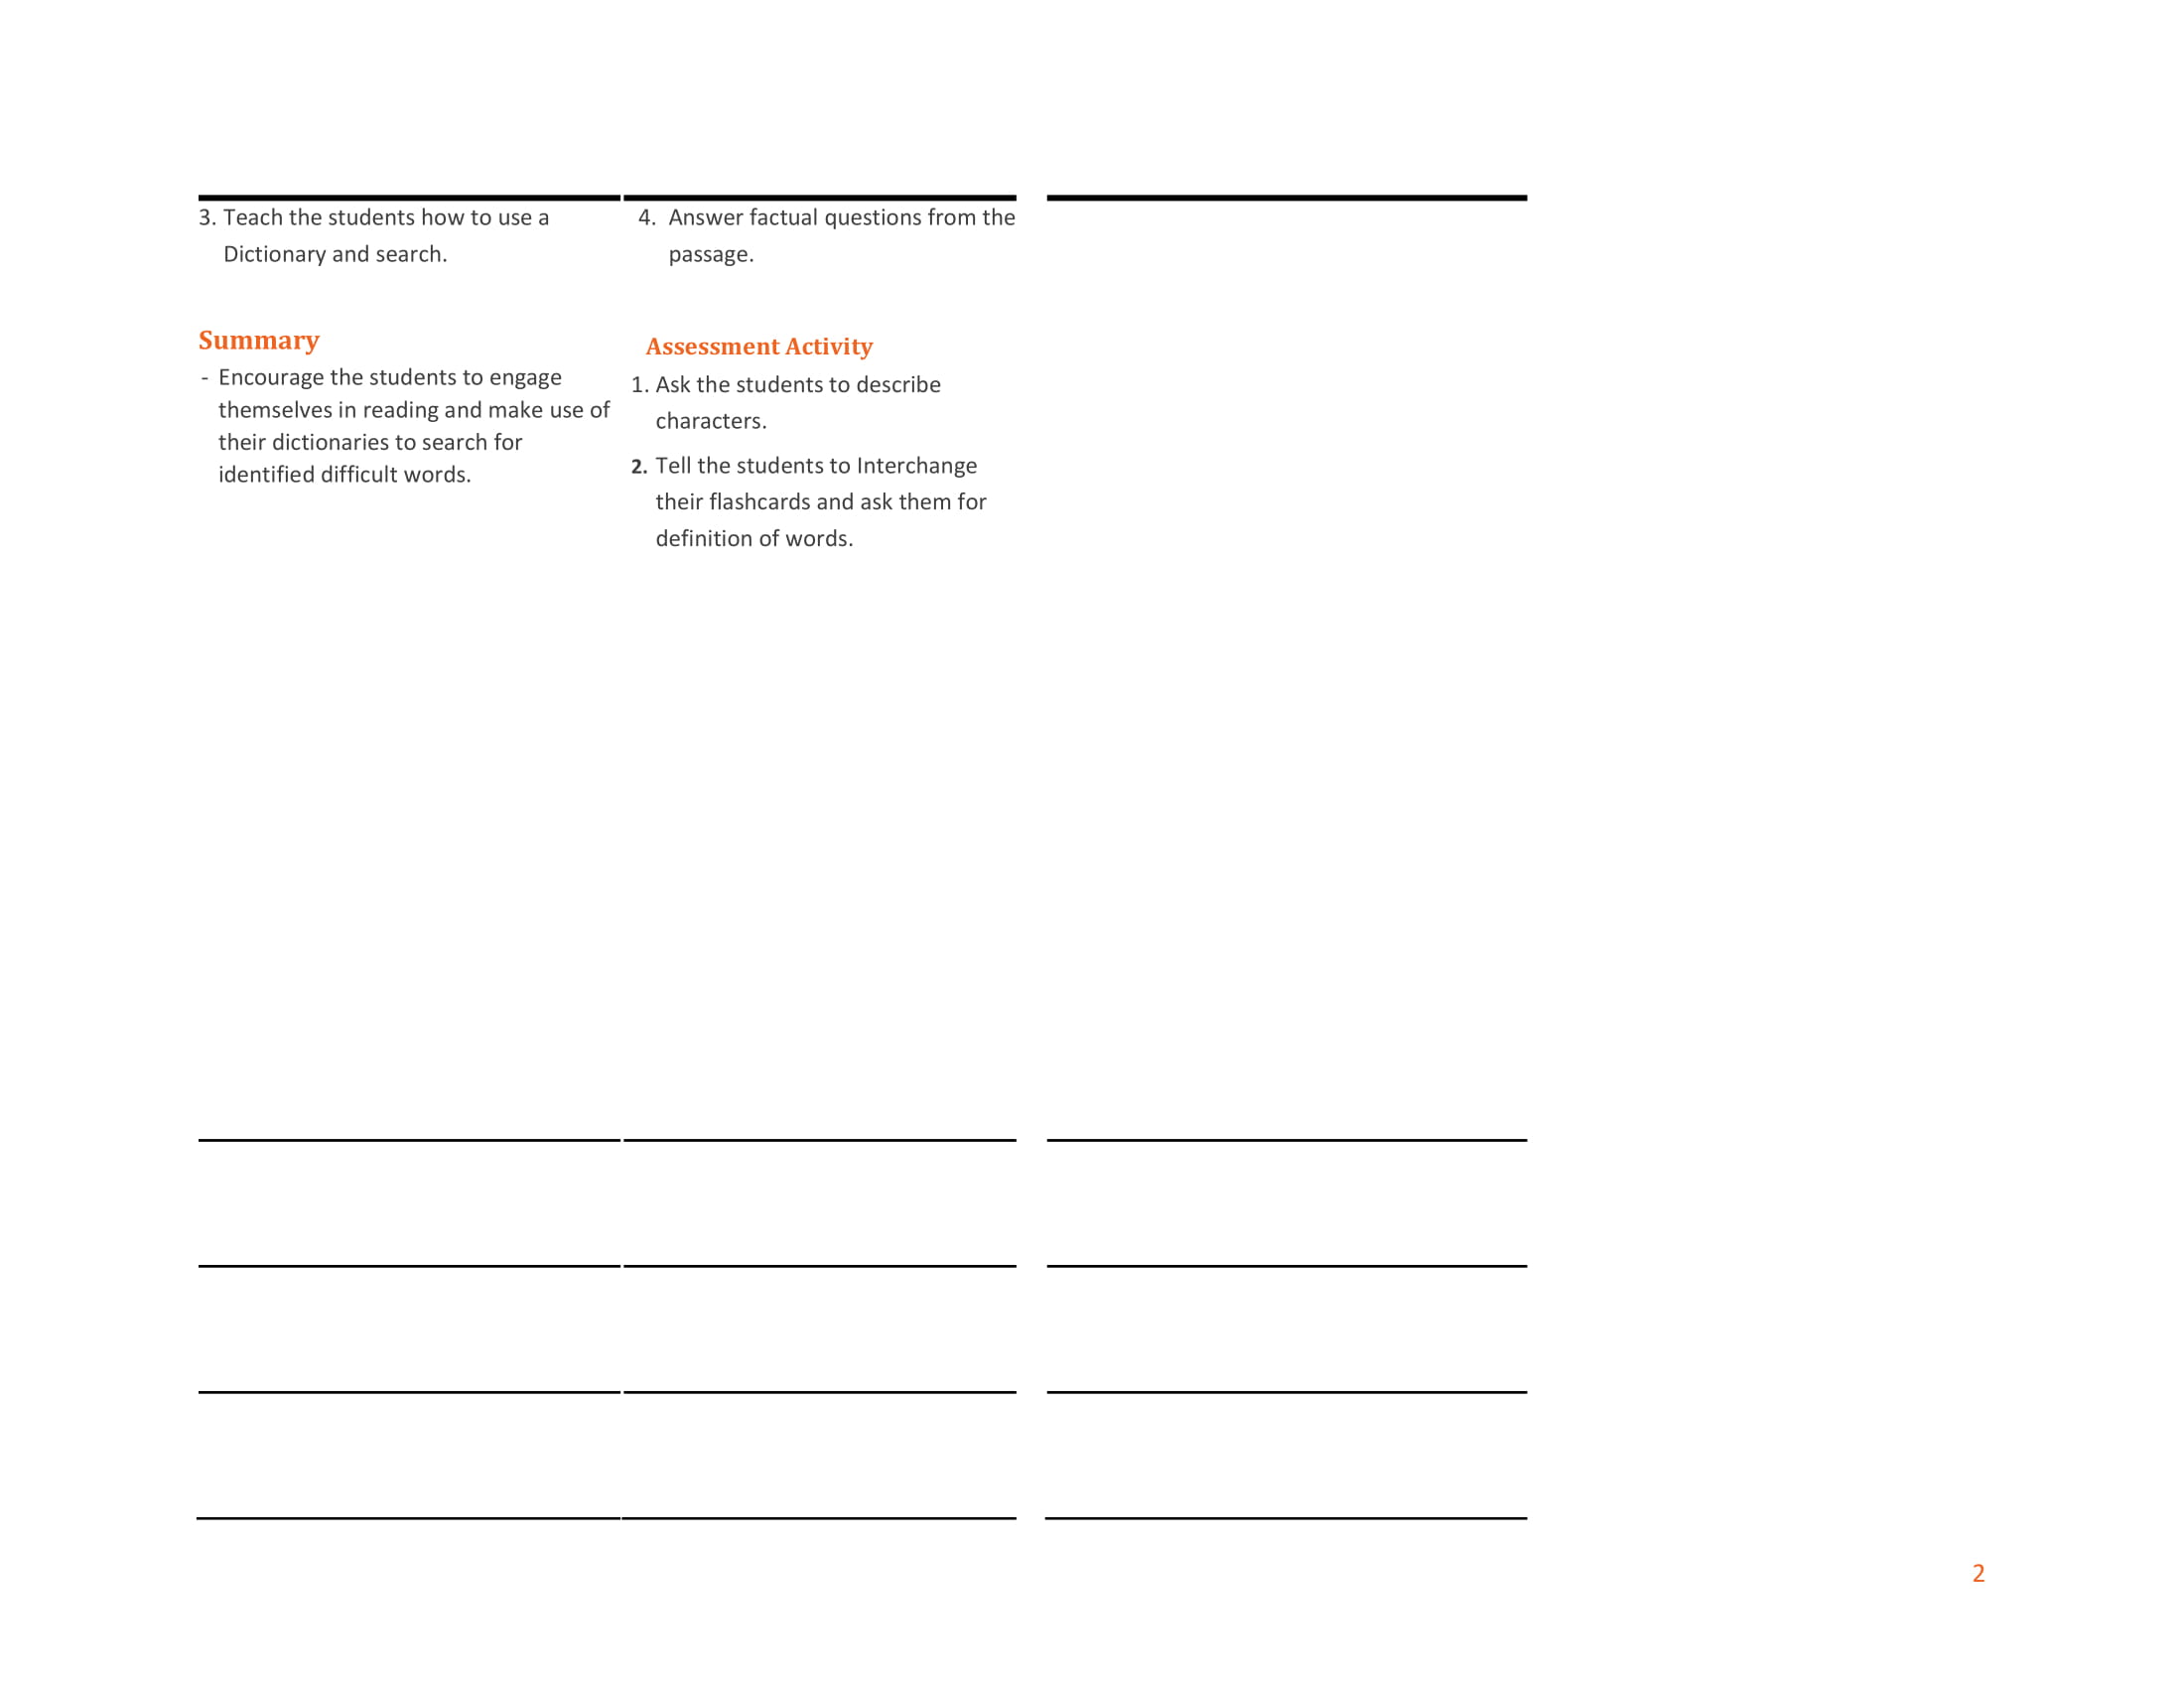 3. Teach the students how to use a
Dictionary and search.
Summary
- Encourage the students to engage
themselves in reading and make use of
their dictionaries to search for
identified difficult words.
4. Answer factual questions from the
passage.
Assessment Activity
1. Ask the students to describe
characters.
2. Tell the students to Interchange
their flashcards and ask them for
definition of words.
2